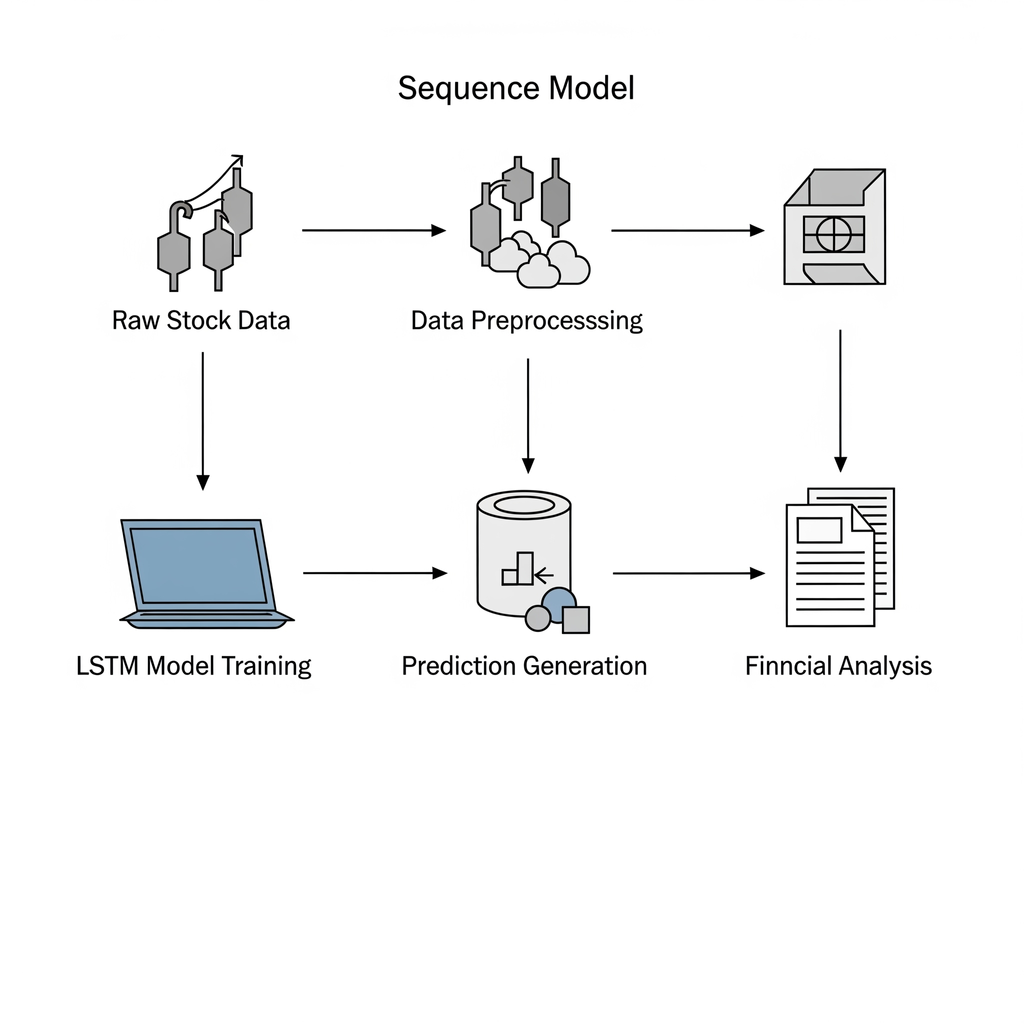 Sequence Model
Raw Stock Data
Data Preprocesssing
LSTM Model Training
Prediction Generation
Finncial Analysis